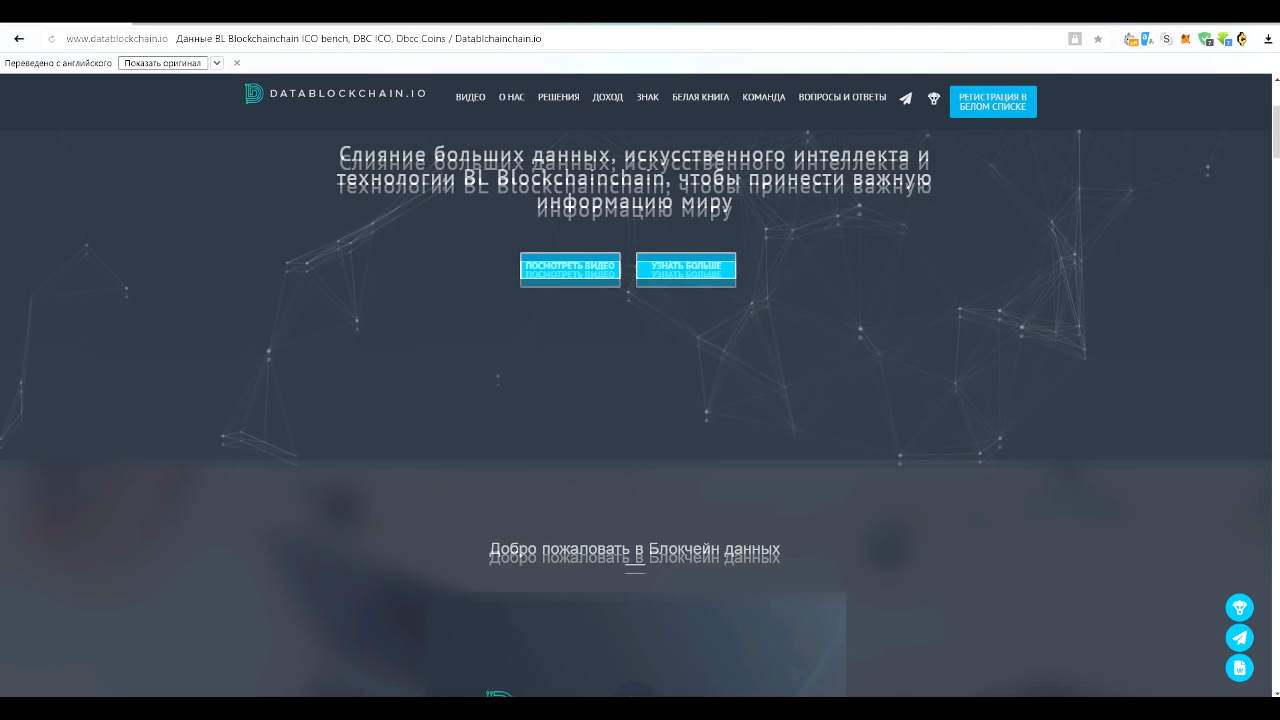 www.datablockchain.io Данные BL Blockchainchain ICO bench, DBC ICO, Dbcc Coins / Datablchainchain.io
Переведено с английского Показать оригинал
DATABLOCKCHAIN.IO ВИДЕО О НАС РЕШЕНИЯ ДОХОД ЗНАК БЕЛАЯ КНИГА КОМАНДА ВОПРОСЫ И ОТВЕТЫ РЕГИСТРАЦИЯ В
БЕЛОМ СПИСКЕ
Слияние больших данных, искусственного интеллекта и
технологии BL Blockchainchain, чтобы принести важную
информацию миру
ПОСМОТРЕТЬ ВИДЕО УЗНАТЬ БОЛЬШЕ
Добро пожаловать в Блокчейн данных